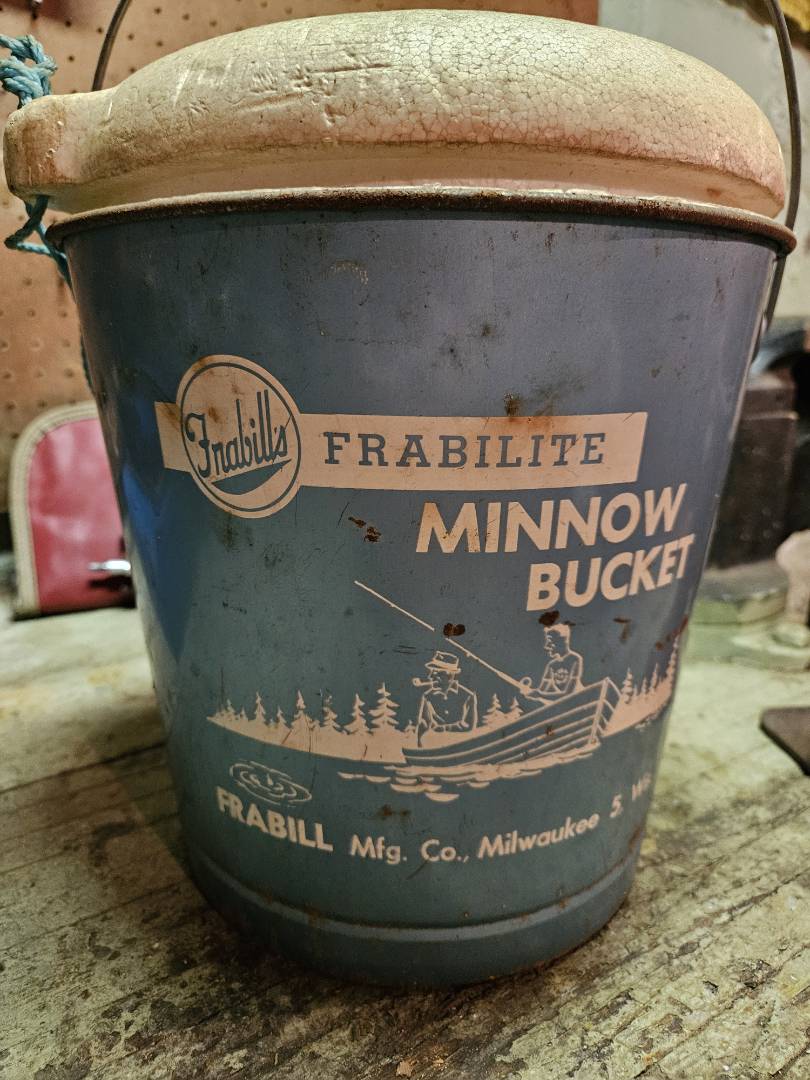 Frabill's FRABILITE
MINNOW
BUCKET
FRABILL Mfg. Co., Milwaukee 5, Wis